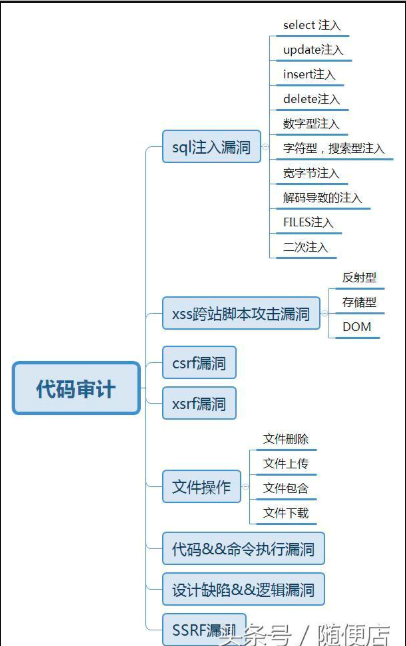 代码审计
sql注入漏洞
select 注入
update注入
insert注入
delete注入
数字型注入
字符型，搜索型注入
宽字节注入
解码导致的注入
FILES注入
二次注入
xss跨站脚本攻击漏洞
反射型
存储型
DOM
csrf漏洞
xsrf漏洞
文件操作
文件删除
文件上传
文件包含
文件下载
代码&&命令执行漏洞
设计缺陷&&逻辑漏洞
SSRF漏洞
头条号 / 随便店